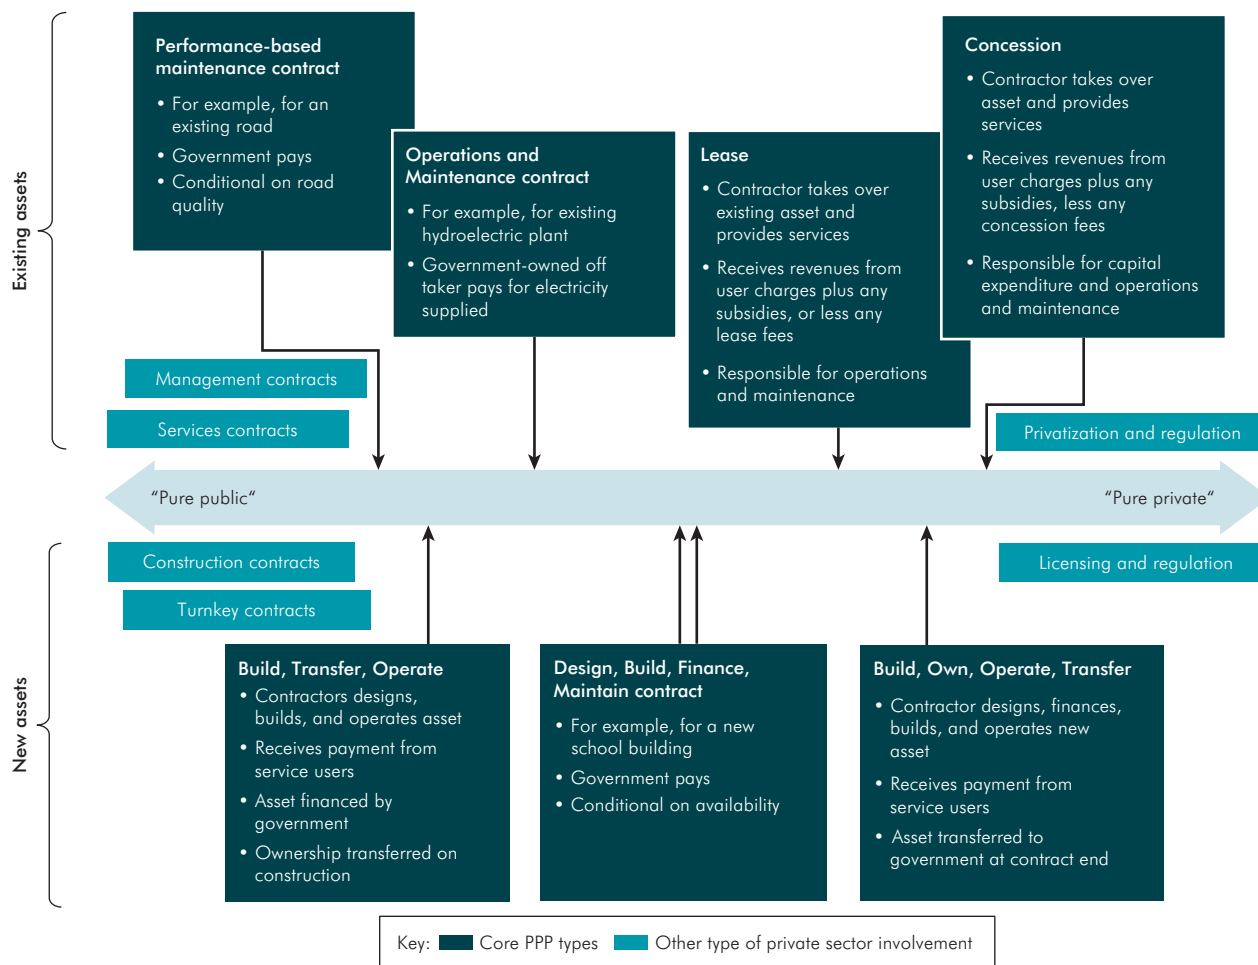 Existing assets
Performance-based
maintenance contract
• For example, for an
existing road
• Government pays
• Conditional on road
quality
Operations and
Maintenance contract
• For example, for existing
hydroelectric plant
• Government-owned off
taker pays for electricity
supplied
Lease
• Contractor takes over
existing asset and
provides services
• Receives revenues from
user charges plus any
subsidies, or less any
lease fees
• Responsible for operations
and maintenance
Concession
• Contractor takes over
asset and provides
services
• Receives revenues from
user charges plus any
subsidies, less any
concession fees
• Responsible for capital
expenditure and operations
and maintenance
Management contracts
Services contracts
Privatization and regulation
“Pure public“
“Pure private“
New assets
Construction contracts
Turnkey contracts
Licensing and regulation
Build, Transfer, Operate
• Contractors designs,
builds, and operates asset
• Receives payment from
service users
• Asset financed by
government
• Ownership transferred on
construction
Design, Build, Finance,
Maintain contract
• For example, for a new
school building
• Government pays
• Conditional on availability
Build, Own, Operate, Transfer
• Contractor designs, finances,
builds, and operates new
asset
• Receives payment from
service users
• Asset transferred to
government at contract end
Key: Core PPP types Other type of private sector involvement